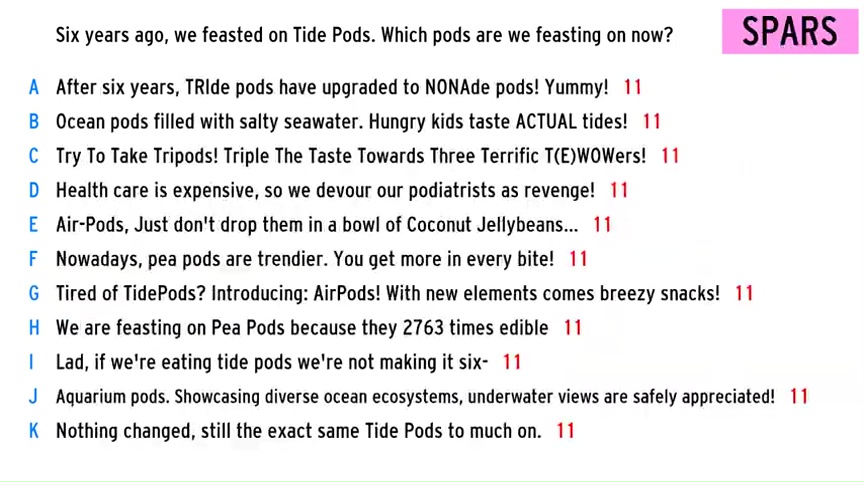 Six years ago, we feasted on Tide Pods. Which pods are we feasting on now?
SPARS
A After six years, TRIde pods have upgraded to NONAde pods! Yummy! 11
B Ocean pods filled with salty seawater. Hungry kids taste ACTUAL tides! 11
C Try To Take Tripods! Triple The Taste Towards Three Terrific T(E)WOWers! 11
D Health care is expensive, so we devour our podiatrists as revenge! 11
E Air-Pods, Just don't drop them in a bowl of Coconut Jellybeans... 11
F Nowadays, pea pods are trendier. You get more in every bite! 11
G Tired of TidePods? Introducing: AirPods! With new elements comes breezy snacks! 11
H We are feasting on Pea Pods because they 2763 times edible 11
I Lad, if we're eating tide pods we're not making it six- 11
J Aquarium pods. Showcasing diverse ocean ecosystems, underwater views are safely appreciated! 11
K Nothing changed, still the exact same Tide Pods to much on. 11